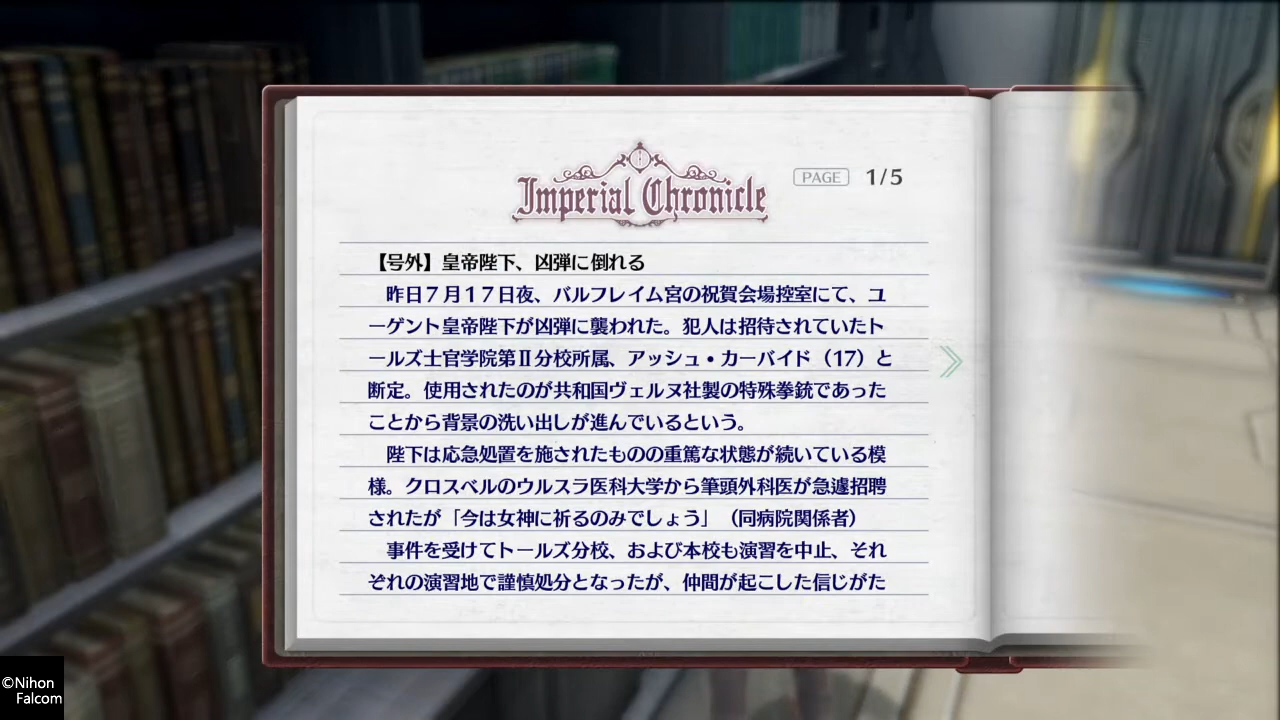 Imperial Chronicle
PAGE 1/5
【号外】皇帝陛下、凶弾に倒れる
昨日７月１７日夜、バルフレイム宮の祝賀会場控室にて、ユ
ーゲント皇帝陛下が凶弾に襲われた。犯人は招待されていたト
ールズ士官学院第Ⅱ分校所属、アッシュ・カーバイド（17）と
断定。使用されたのが共和国ヴェルヌ社製の特殊拳銃であった
ことから背景の洗い出しが進んでいるという。
陛下は応急処置を施されたものの重篤な状態が続いている模
様。クロスベルのウルスラ医科大学から筆頭外科医が急遽招聘
されたが「今は女神に祈るのみでしょう」（同病院関係者）
事件を受けてトールズ分校、および本校も演習を中止、それ
ぞれの演習地で謹慎処分となったが、仲間が起こした信じがた
©Nihon
Falcom